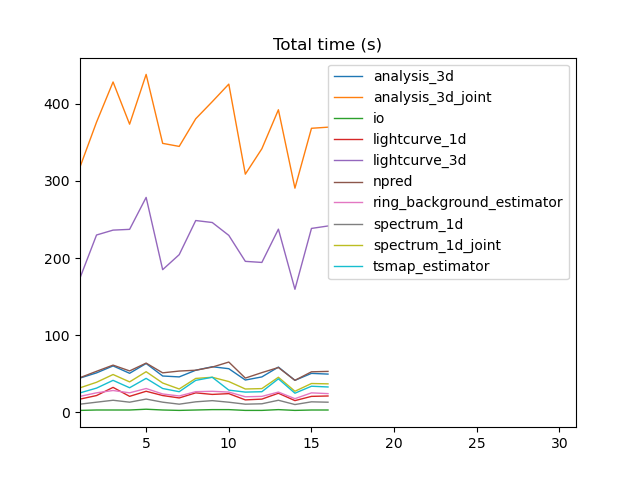 Total time (s)
400
300
200
100
0
5
10
15
20
25
30
analysis_3d
analysis_3d_joint
io
lightcurve_1d
lightcurve_3d
npred
ring_background_estimator
spectrum_1d
spectrum_1d_joint
tsmap_estimator